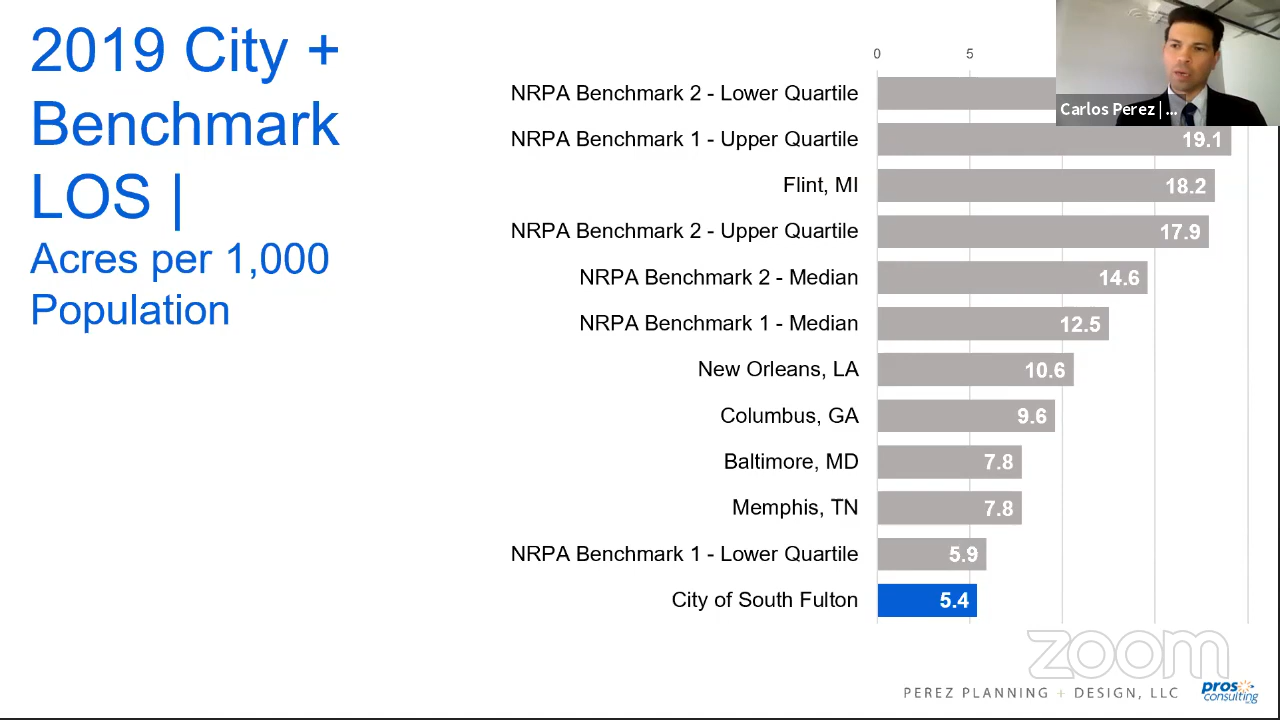 2019 City +
Benchmark
LOS |
Acres per 1,000
Population
0 5
NRPA Benchmark 2 - Lower Quartile
NRPA Benchmark 1 - Upper Quartile 19.1
Flint, MI 18.2
NRPA Benchmark 2 - Upper Quartile 17.9
NRPA Benchmark 2 - Median 14.6
NRPA Benchmark 1 - Median 12.5
New Orleans, LA 10.6
Columbus, GA 9.6
Baltimore, MD 7.8
Memphis, TN 7.8
NRPA Benchmark 1 - Lower Quartile 5.9
City of South Fulton 5.4
Carlos Perez | ...
zoom
PEREZ PLANNING + DESIGN, LLC
pros
consulting